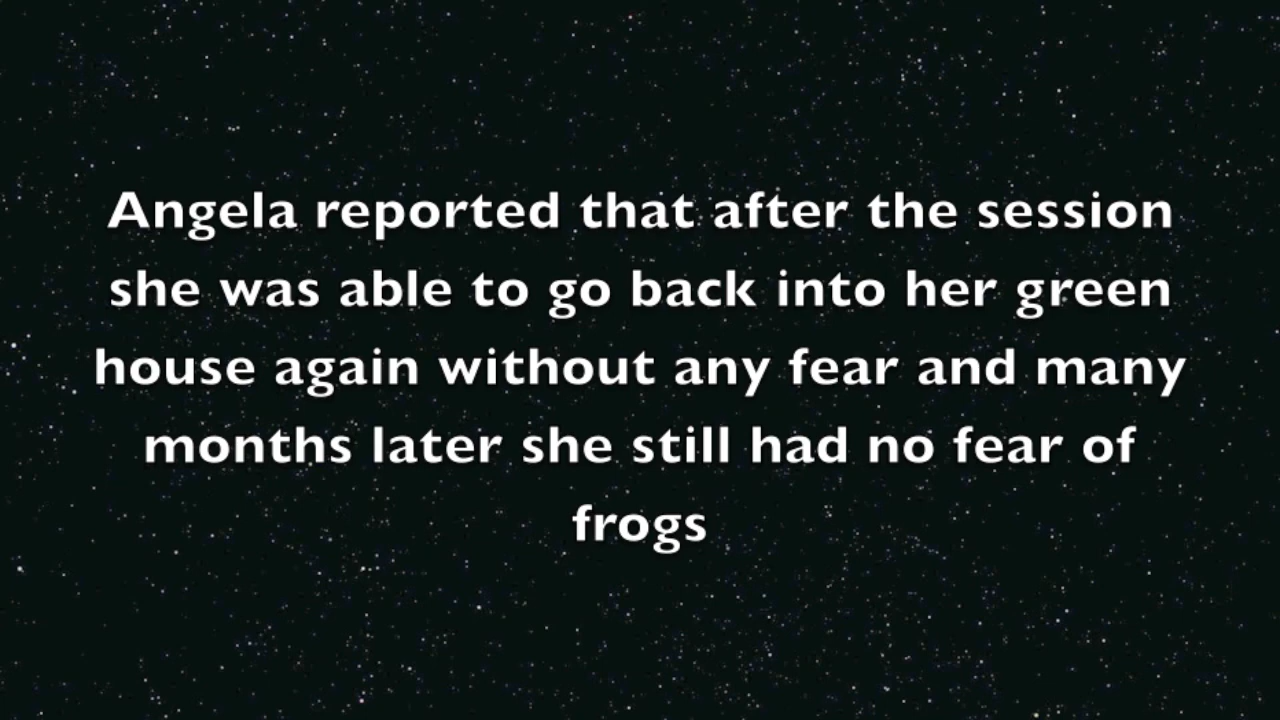 Angela reported that after the session
she was able to go back into her green
house again without any fear and many
months later she still had no fear of
frogs